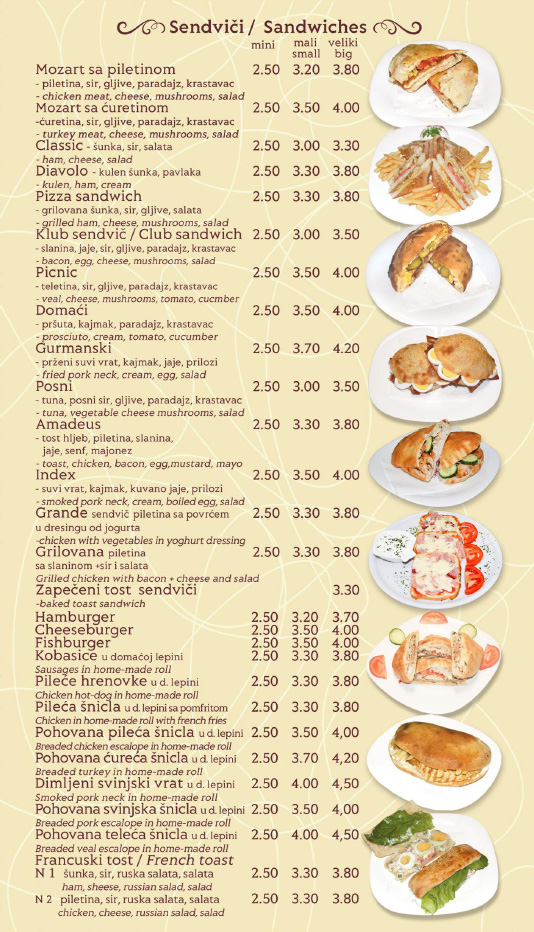 Sendviči / Sandwiches
mini mali small veliki big
Mozart sa piletinom 2.50 3.20 3.80
- piletina, sir, gljive, paradajz, krastavac
- chicken meat, cheese, mushrooms, salad
Mozart sa ćuretinom 2.50 3.50 4.00
-ćuretina, sir, gljive, paradajz, krastavac
- turkey meat, cheese, mushrooms, salad
Classic - šunka, sir, salata 2.50 3.00 3.30
- ham, cheese, salad
Diavolo - kulen šunka, pavlaka 2.50 3.30 3.80
- kulen, ham, cream
Pizza sandwich 2.50 3.30 3.80
- grilovana šunka, sir, gljive, salata
- grilled ham, cheese, mushrooms, salad
Klub sendvič / Club sandwich 2.50 3.00 3.50
- slanina, jaje, sir, gljive, paradajz, krastavac
- bacon, egg, cheese, mushrooms, salad
Picnic 2.50 3.50 4.00
- teletina, sir, gljive, paradajz, krastavac
- veal, cheese, mushrooms, tomato, cucmber
Domaći 2.50 3.50 4.00
- pršuta, kajmak, paradajz, krastavac
- prosciuto, cream, tomato, cucumber
Gurmanski 2.50 3.70 4.20
- prženi suvi vrat, kajmak, jaje, prilozi
- fried pork neck, cream, egg, salad
Posni 2.50 3.00 3.50
- tuna, posni sir, gljive, paradajz, krastavac
- tuna, vegetable cheese mushrooms, salad
Amadeus 2.50 3.30 3.80
- tost hljeb, piletina, slanina,
jaje, senf, majonez
- toast, chicken, bacon, egg,mustard, mayo
Index 2.50 3.50 4.00
- suvi vrat, kajmak, kuvano jaje, prilozi
- smoked pork neck, cream, boiled egg, salad
Grande sendvič piletina sa povrćem 2.50 3.30 3.80
u dresingu od jogurta
-chicken with vegetables in yoghurt dressing
Grilovana piletina 2.50 3.30 3.80
sa slaninom +sir i salata
Grilled chicken with bacon + cheese and salad
Zapečeni tost sendviči 3.30
-baked toast sandwich
Hamburger 2.50 3.20 3.70
Cheeseburger 2.50 3.50 4.00
Fishburger 2.50 3.50 4.00
Kobasice u domaćoj lepini 2.50 3.30 3.80
Sausages in home-made roll
Pileće hrenovke u d. lepini 2.50 3.30 3.80
Chicken hot-dog in home-made roll
Pileća šnicla u d. lepini sa pomfritom 2.50 3.30 3.80
Chicken in home-made roll with french fries
Pohovana pileća šnicla u d. lepini 2.50 3.50 4,00
Breaded chicken escalope in home-made roll
Pohovana ćureća šnicla u d. lepini 2.50 3.70 4,20
Breaded turkey in home-made roll
Dimljeni svinjski vrat u d. lepini 2.50 4.00 4,50
Smoked pork neck in home-made roll
Pohovana svinjska šnicla u d. lepini 2.50 3.50 4,00
Breaded pork escalope in home-made roll
Pohovana teleća šnicla u d. lepini 2.50 4.00 4,50
Breaded veal escalope in home-made roll
Francuski tost / French toast
N 1 šunka, sir, ruska salata, salata 2.50 3.30 3.80
ham, sheese, russian salad, salad
N 2 piletina, sir, ruska salata, salata 2.50 3.30 3.80
chicken, cheese, russian salad, salad